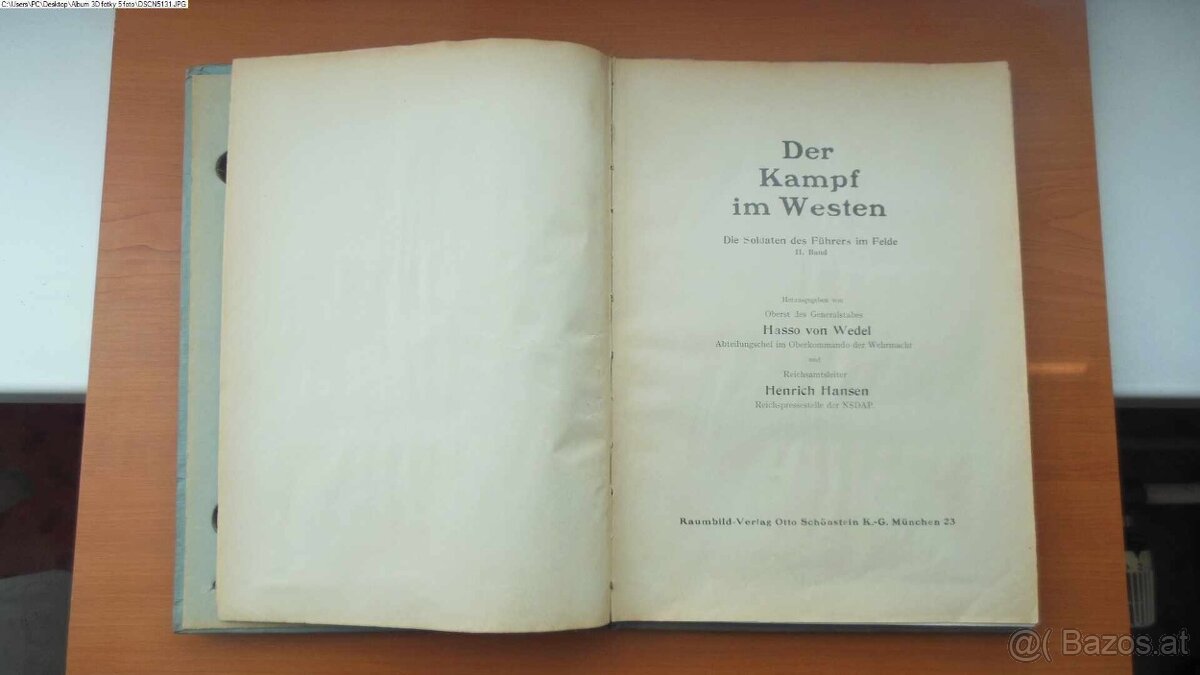 C:\Users\PC\Desktop\Album 3D fotky 5 foto\DSCN5131.JPG
Der
Kampf
im Westen
Die Soldaten des Führers im Felde
II. Band
Herausgegeben von
Oberst des Generalstabes
Hasso von Wedel
Abteilungschef im Oberkommando der Wehrmacht
und
Reichsamtsleiter
Henrich Hansen
Reichspressestelle der NSDAP.
Raumbild-Verlag Otto Schönstein K.-G. München 23
@( Bazos.at